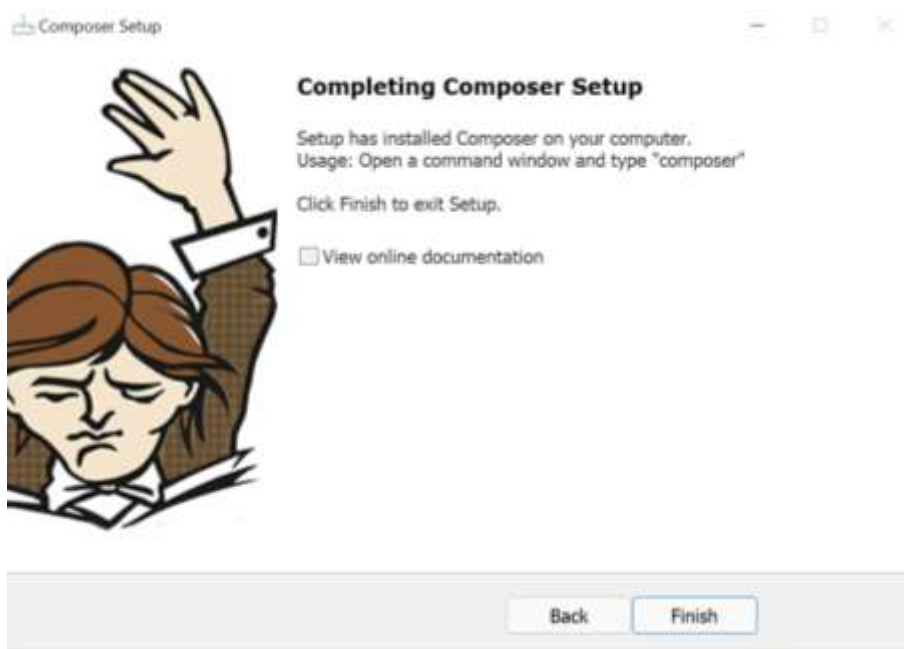 Composer Setup
Completing Composer Setup
Setup has installed Composer on your computer.
Usage: Open a command window and type "composer"
Click Finish to exit Setup.
View online documentation
Back
Finish